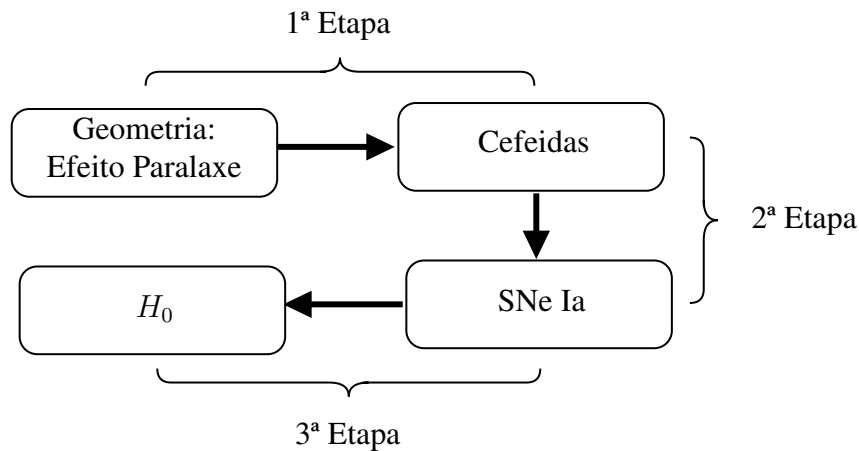 1ª Etapa
Geometria:
Efeito Paralaxe
Cefeidas
2ª Etapa
H₀
SNe Ia
3ª Etapa